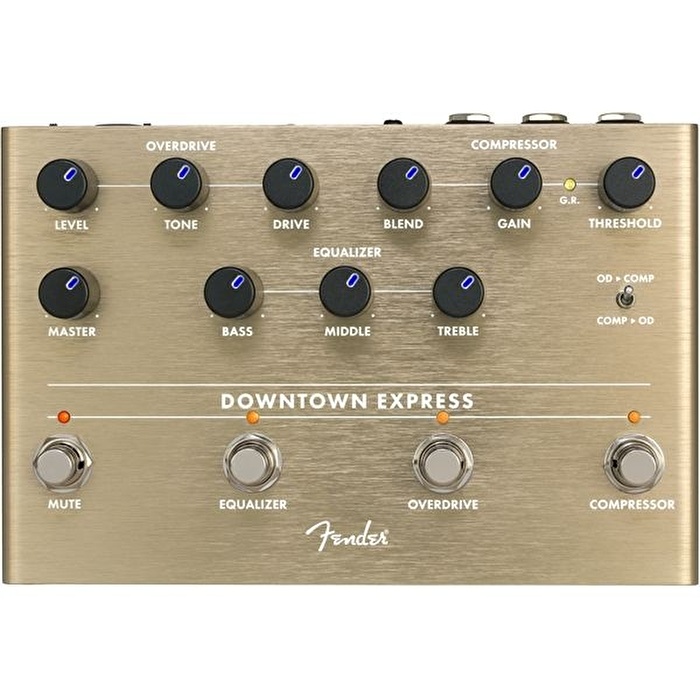 OVERDRIVE COMPRESSOR
LEVEL TONE DRIVE BLEND GAIN G.R. THRESHOLD
EQUALIZER
MASTER BASS MIDDLE TREBLE
OD ▸ COMP
COMP ▸ OD
DOWNTOWN EXPRESS
MUTE EQUALIZER OVERDRIVE COMPRESSOR
Fender®